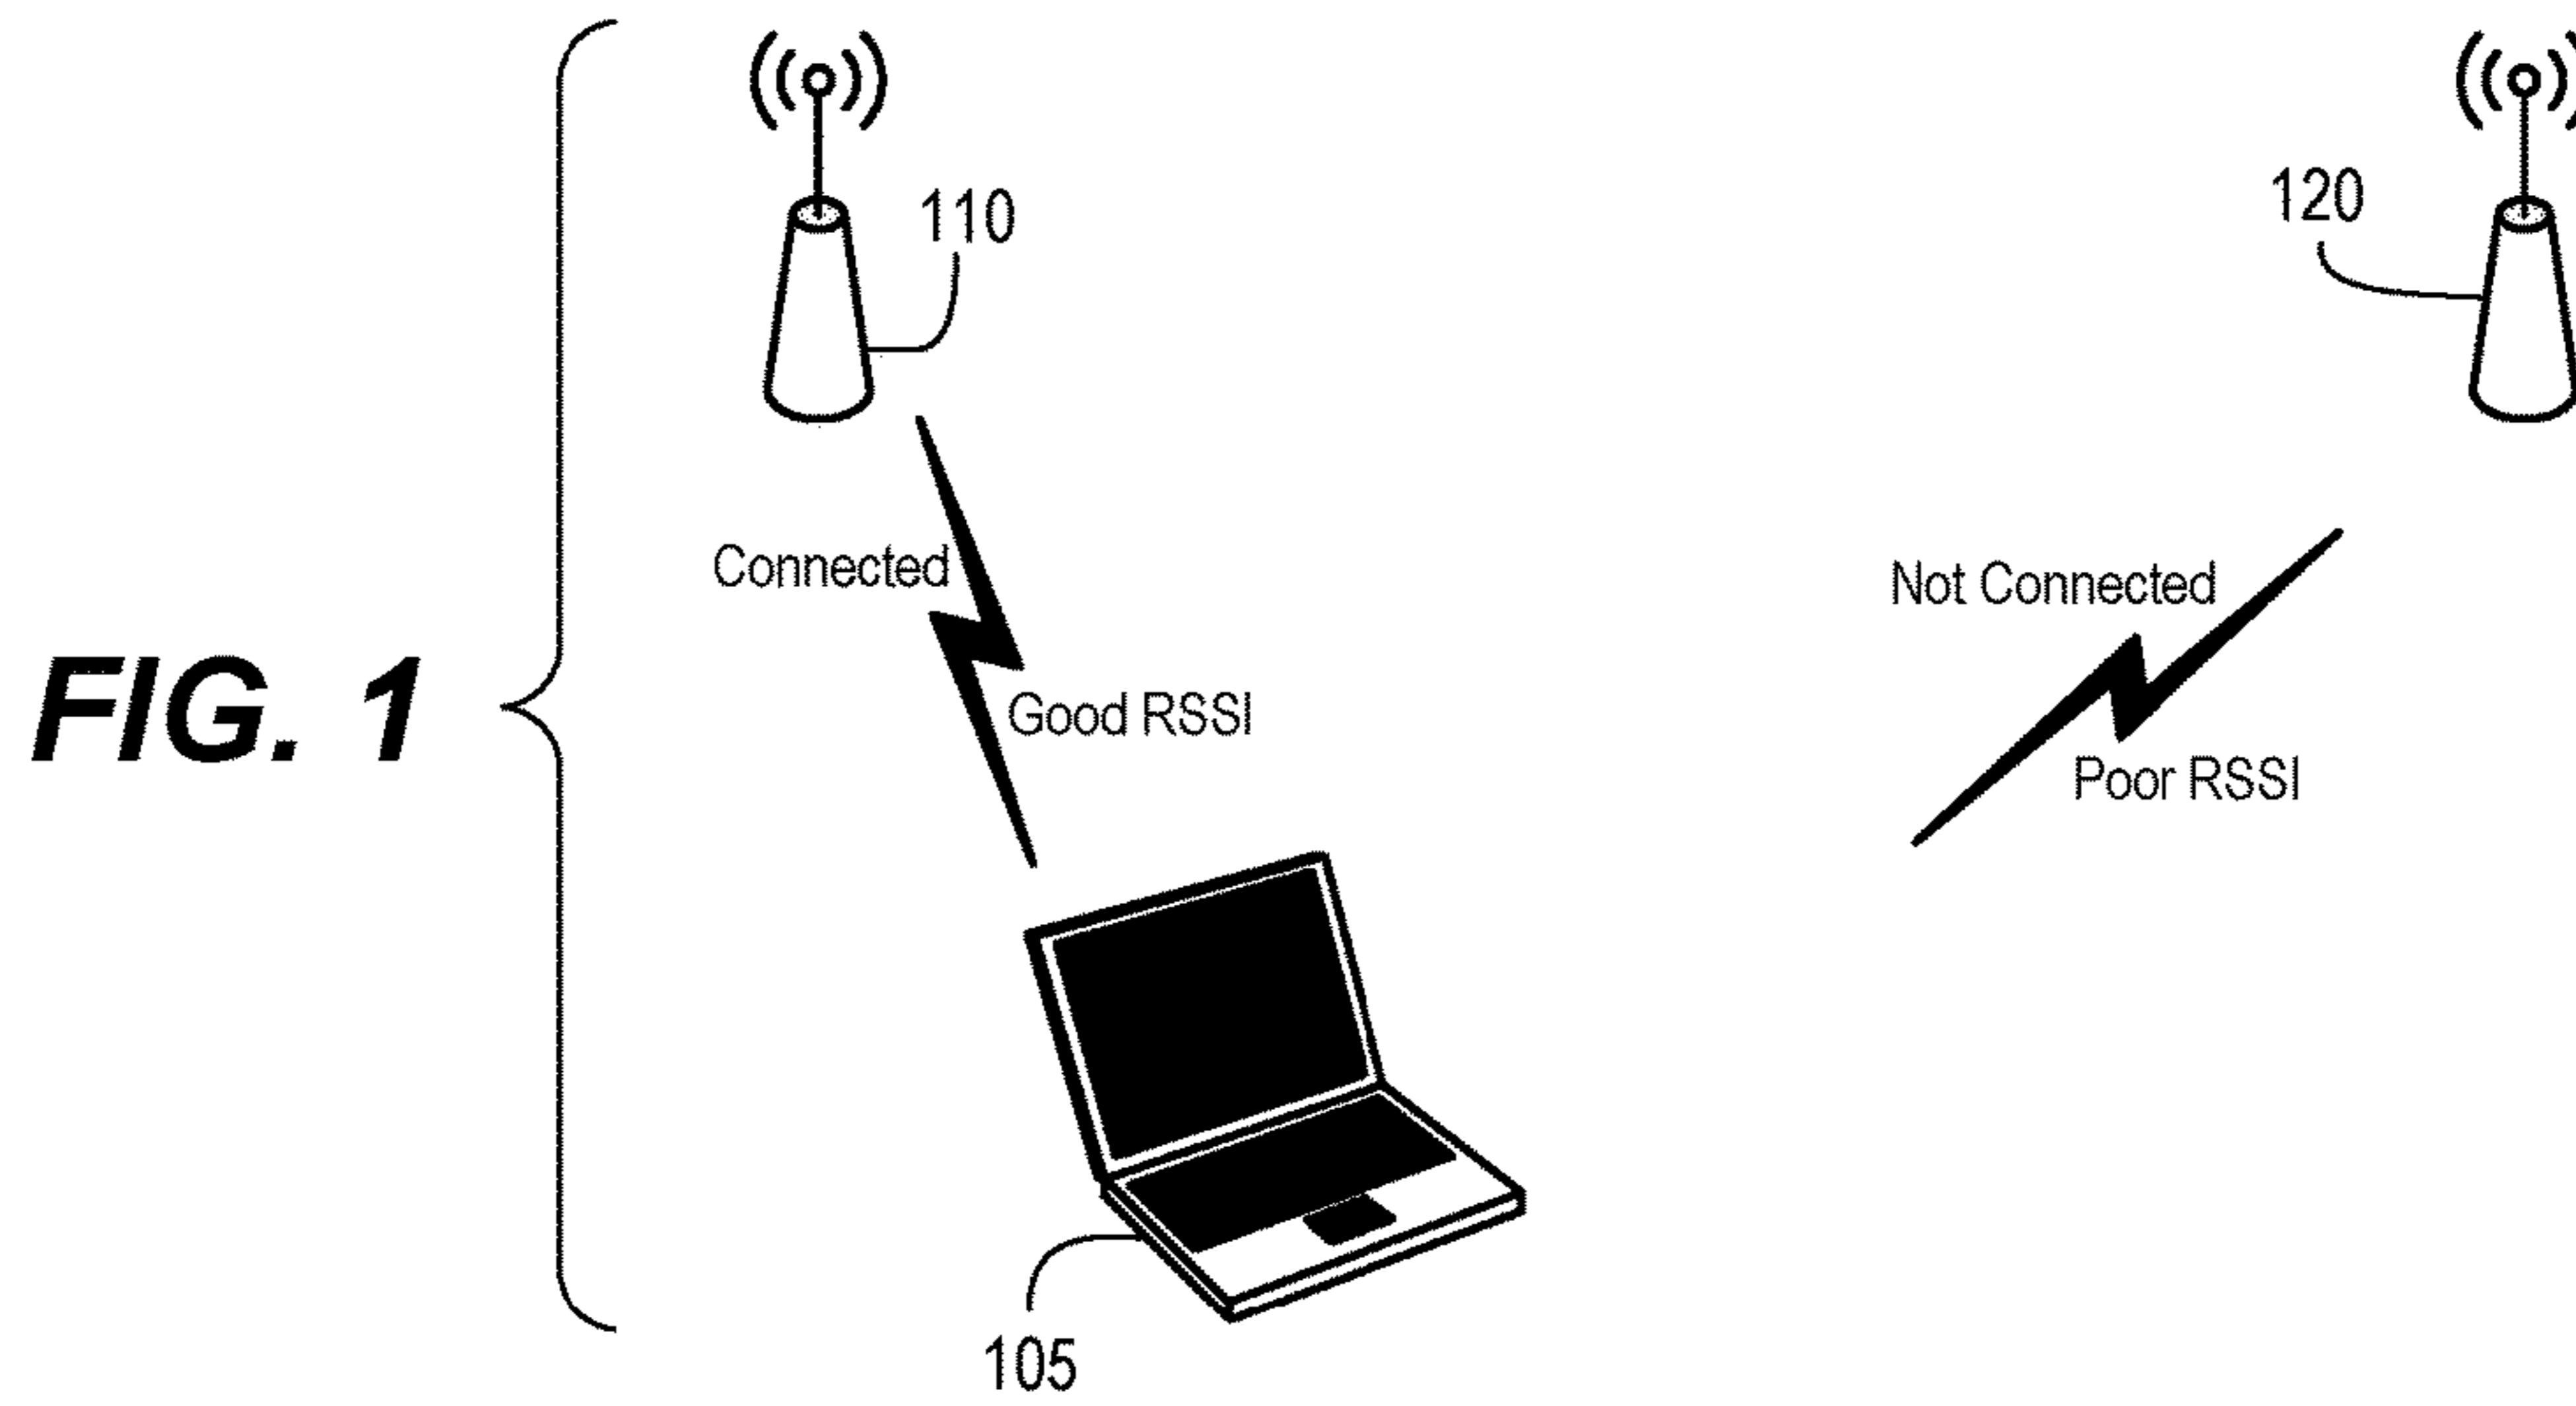 FIG. 1
110
120
Connected
Good RSSI
Not Connected
Poor RSSI
105